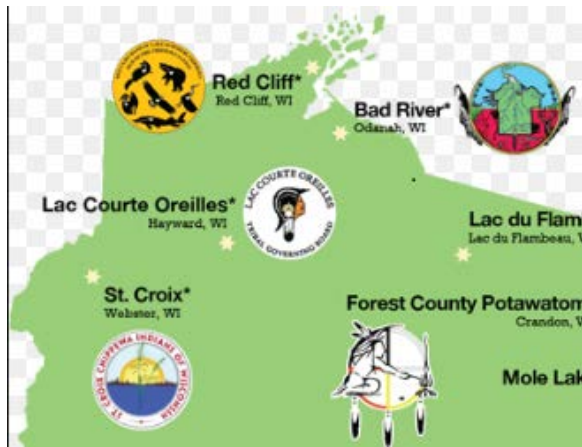 Red Cliff*
Red Cliff, WI
Bad River*
Odanah, WI
Lac Courte Oreilles*
Hayward, WI
LAC COURTE OREILLES
TRIBAL GOVERNING BOARD
Lac du Flam
Lac du Flambeau, W
St. Croix*
Webster, WI
Forest County Potawatom
Crandon, W
ST. CROIX CHIPPEWA INDIANS OF WISCONSIN
Mole Lak